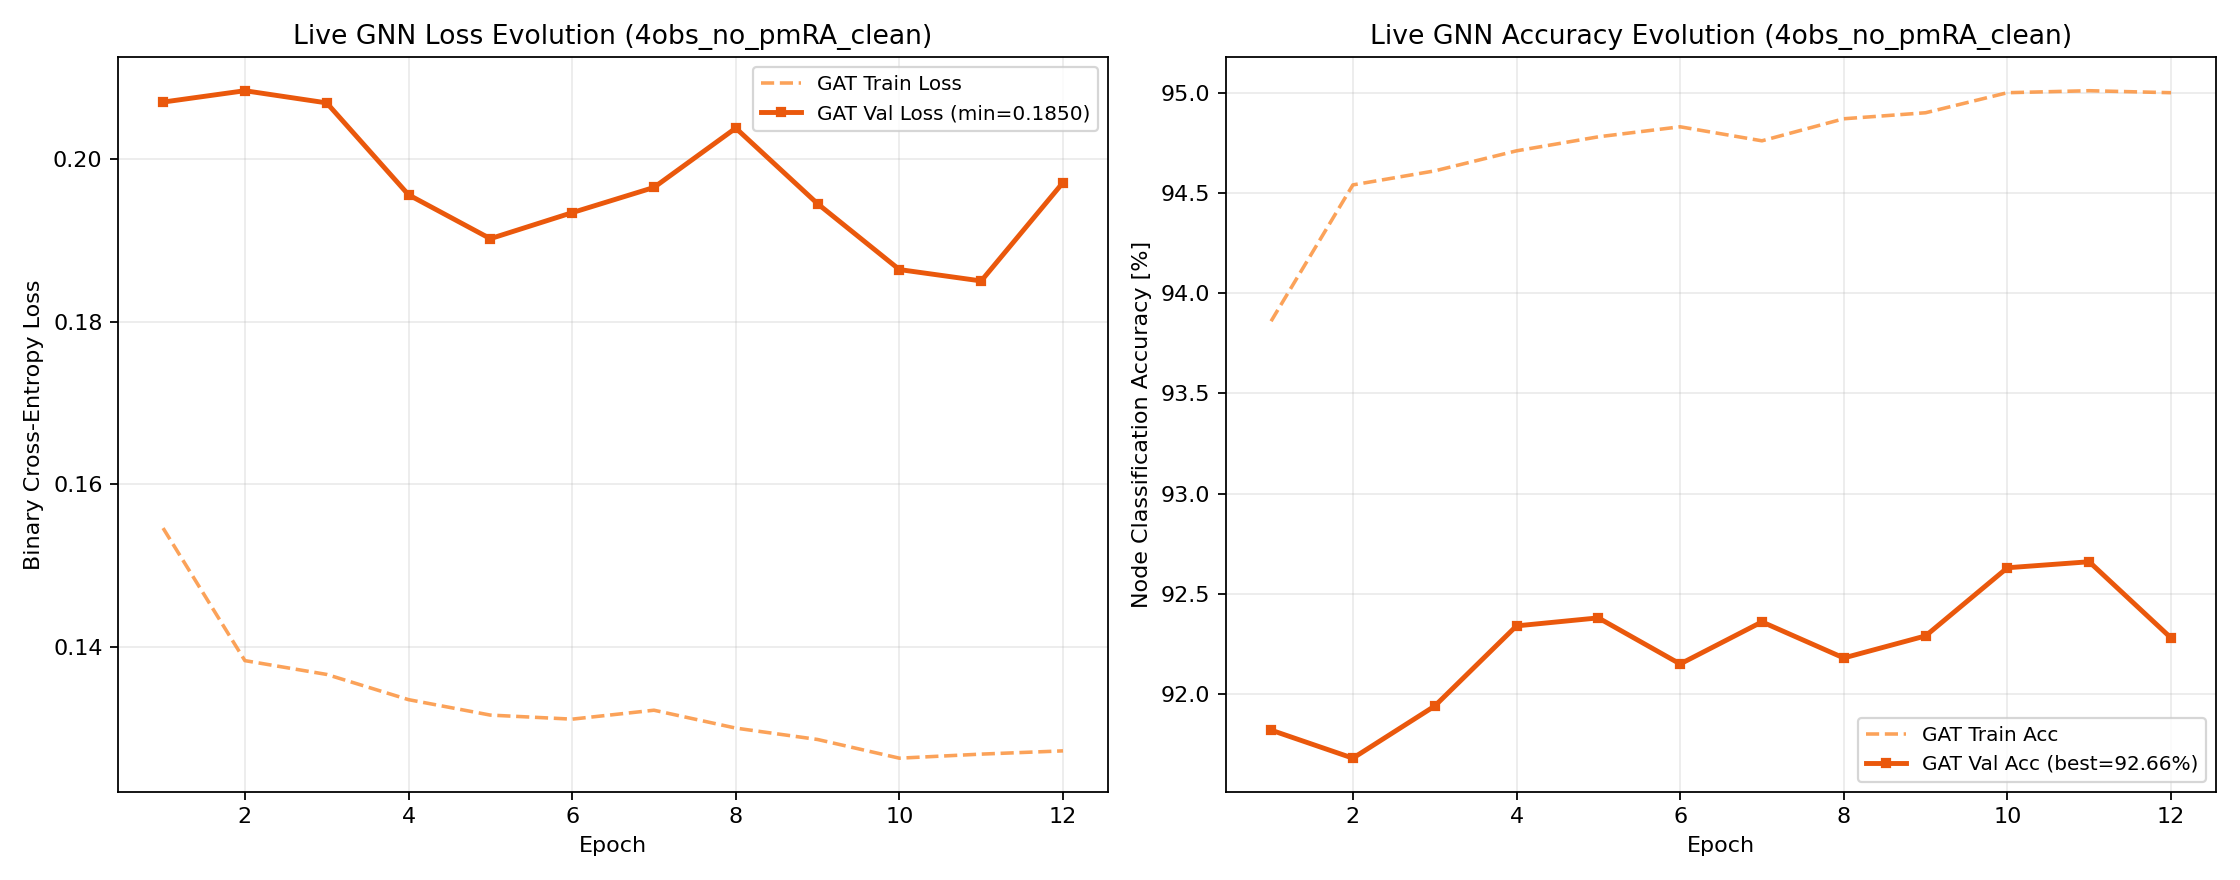 Live GNN Loss Evolution (4obs_no_pmRA_clean)
GAT Train Loss
GAT Val Loss (min=0.1850)
Binary Cross-Entropy Loss
0.20
0.18
0.16
0.14
2 4 6 8 10 12
Epoch
Live GNN Accuracy Evolution (4obs_no_pmRA_clean)
Node Classification Accuracy [%]
95.0
94.5
94.0
93.5
93.0
92.5
92.0
GAT Train Acc
GAT Val Acc (best=92.66%)
2 4 6 8 10 12
Epoch